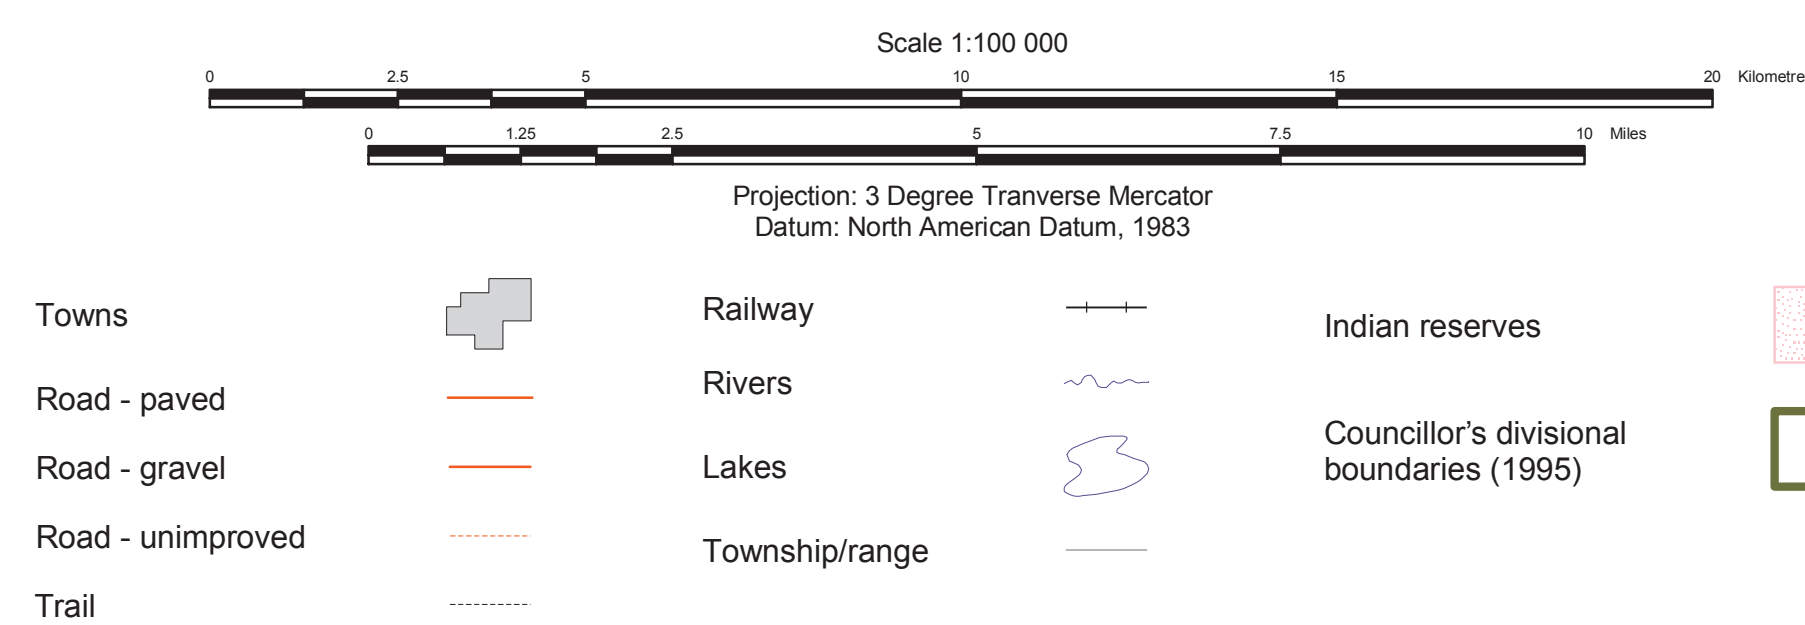 Scale 1:100 000
0 2.5 5 10 15 20 Kilometre
0 1.25 2.5 5 7.5 10 Miles
Projection: 3 Degree Tranverse Mercator
Datum: North American Datum, 1983
Towns
Road - paved
Road - gravel
Road - unimproved
Trail
Railway
Rivers
Lakes
Township/range
Indian reserves
Councillor’s divisional
boundaries (1995)